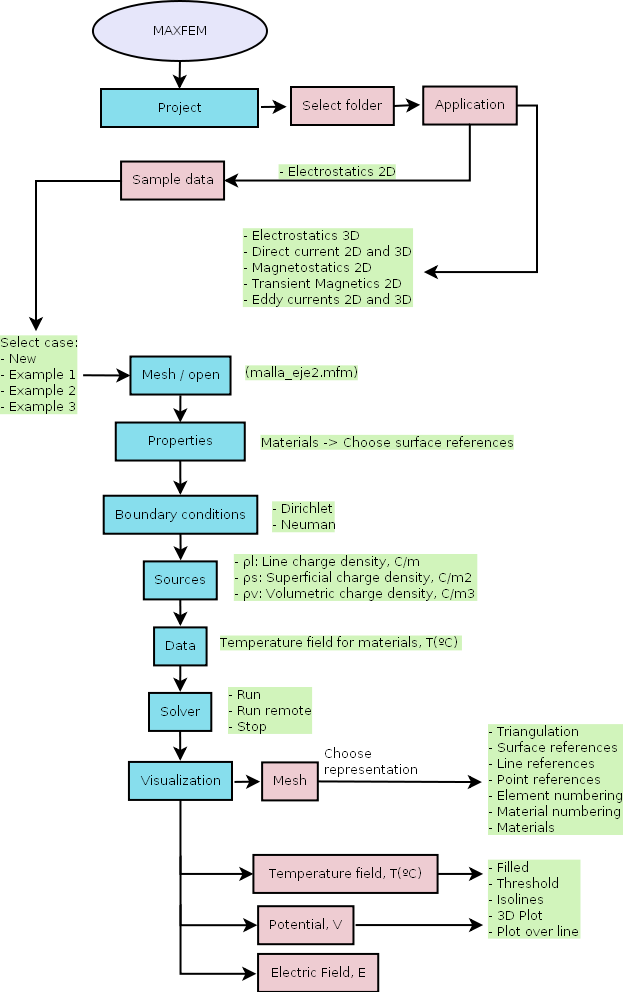 MAXFEM
Project
Select folder
Application
Sample data
- Electrostatics 2D
- Electrostatics 3D
- Direct current 2D and 3D
- Magnetostatics 2D
- Transient Magnetics 2D
- Eddy currents 2D and 3D
Select case:
- New
- Example 1
- Example 2
- Example 3
Mesh / open
(malla_eje2.mfm)
Properties
Materials -> Choose surface references
Boundary conditions
- Dirichlet
- Neuman
Sources
- ρl: Line charge density, C/m
- ρs: Superficial charge density, C/m2
- ρv: Volumetric charge density, C/m3
Data
Temperature field for materials, T(ºC)
Solver
- Run
- Run remote
- Stop
Visualization
Mesh
Choose
representation
- Triangulation
- Surface references
- Line references
- Point references
- Element numbering
- Material numbering
- Materials
Temperature field, T(ºC)
- Filled
- Threshold
- Isolines
- 3D Plot
- Plot over line
Potential, V
Electric Field, E